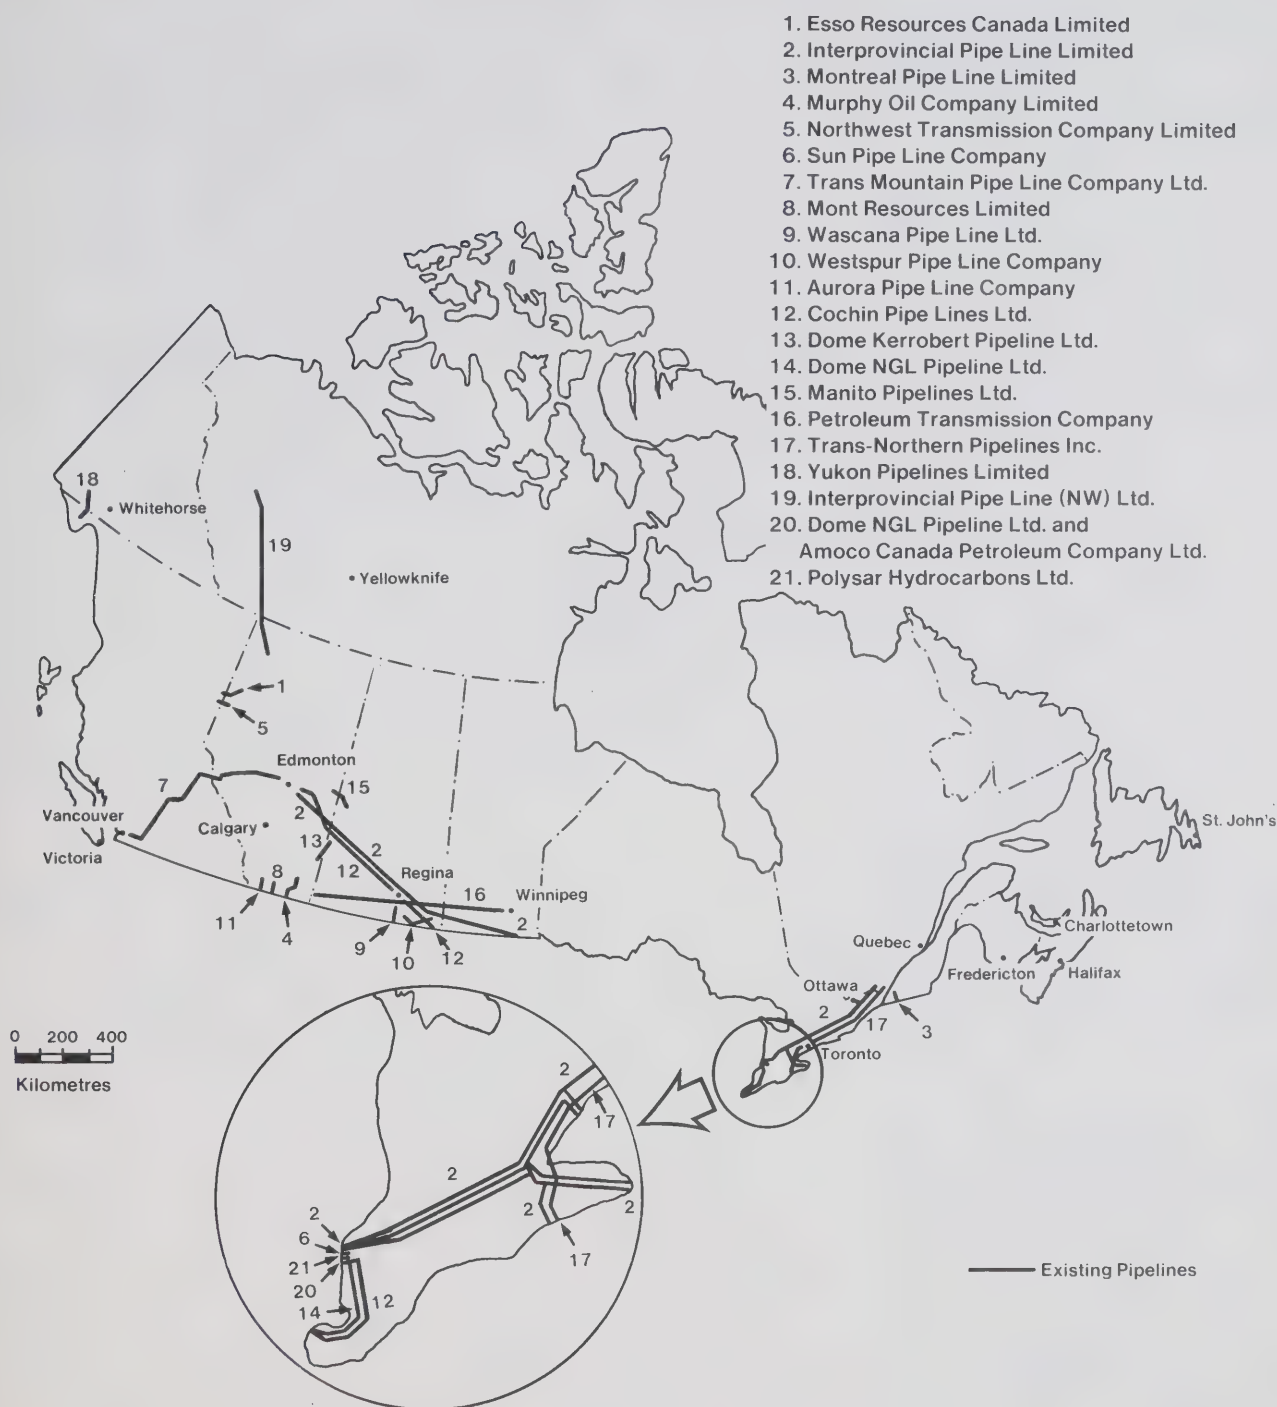 1. Esso Resources Canada Limited
2. Interprovincial Pipe Line Limited
3. Montreal Pipe Line Limited
4. Murphy Oil Company Limited
5. Northwest Transmission Company Limited
6. Sun Pipe Line Company
7. Trans Mountain Pipe Line Company Ltd.
8. Mont Resources Limited
9. Wascana Pipe Line Ltd.
10. Westspur Pipe Line Company
11. Aurora Pipe Line Company
12. Cochin Pipe Lines Ltd.
13. Dome Kerrobert Pipeline Ltd.
14. Dome NGL Pipeline Ltd.
15. Manito Pipelines Ltd.
16. Petroleum Transmission Company
17. Trans-Northern Pipelines Inc.
18. Yukon Pipelines Limited
19. Interprovincial Pipe Line (NW) Ltd.
20. Dome NGL Pipeline Ltd. and
Amoco Canada Petroleum Company Ltd.
21. Polysar Hydrocarbons Ltd.
18
Whitehorse
19
Yellowknife
1
5
Edmonton
7
15
2
Vancouver
Calgary
13
2
Victoria
12
Regina
8
16
Winnipeg
11
4
9
10
12
2
St. John's
Charlottetown
Quebec
Fredericton
Halifax
Ottawa
2
17
3
Toronto
0 200 400
Kilometres
2
17
2
2
2
17
2
6
21
20
14
12
Existing Pipelines